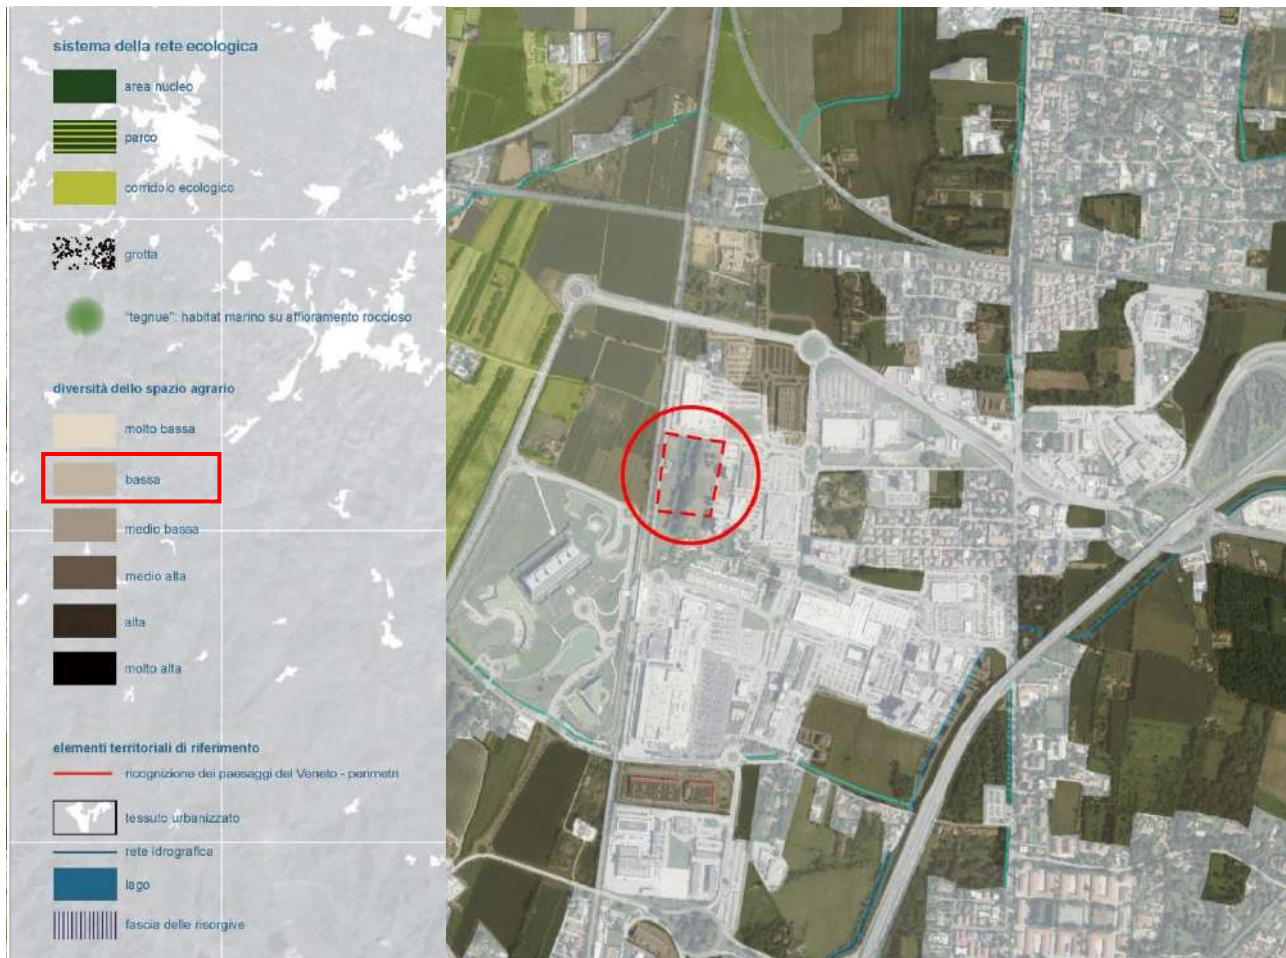 sistema della rete ecologica
area nucleo
parco
corridoio ecologico
grotta
"tegnue": habitat marino su affioramento roccioso
diversità dello spazio agrario
molto bassa
bassa
medio bassa
medio alta
alta
molto alta
elementi territoriali di riferimento
ricognizione dei paesaggi del Veneto - perimetri
tessuto urbanizzato
rete idrografica
lago
fascia delle risorgive